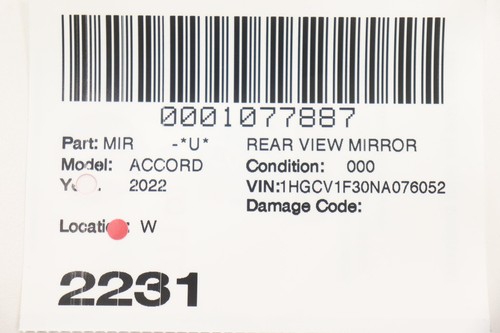 0001077887
Part: MIR -*U* REAR VIEW MIRROR
Model: ACCORD Condition: 000
2022 VIN:1HGCV1F30NA076052
Damage Code:
W
2231